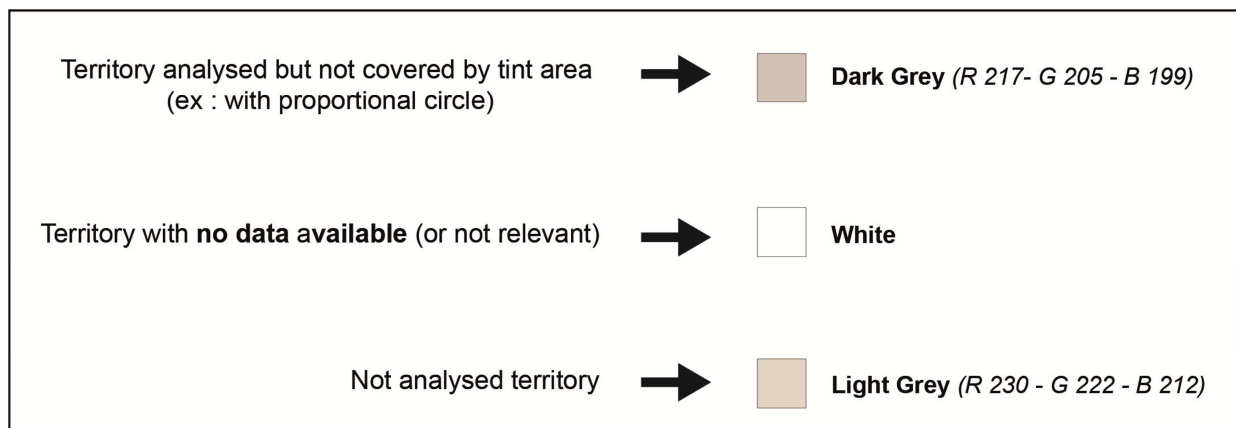 Territory analysed but not covered by tint area
(ex : with proportional circle)
Dark Grey (R 217- G 205 - B 199)
Territory with no data available (or not relevant)
White
Not analysed territory
Light Grey (R 230 - G 222 - B 212)